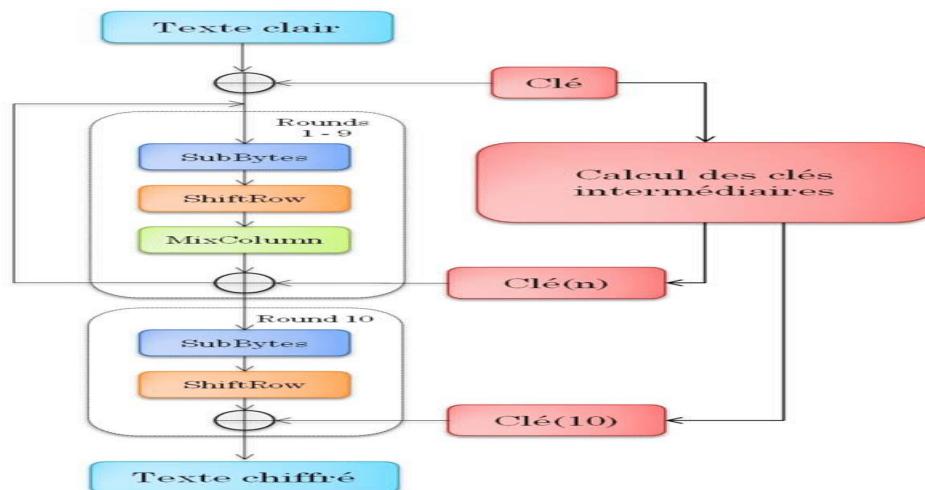 Texte clair
Clé
Rounds
1 - 9
SubBytes
ShiftRow
MixColumn
Calcul des clés
intermédiaires
Clé(n)
Round 10
SubBytes
ShiftRow
Clé(10)
Texte chiffré